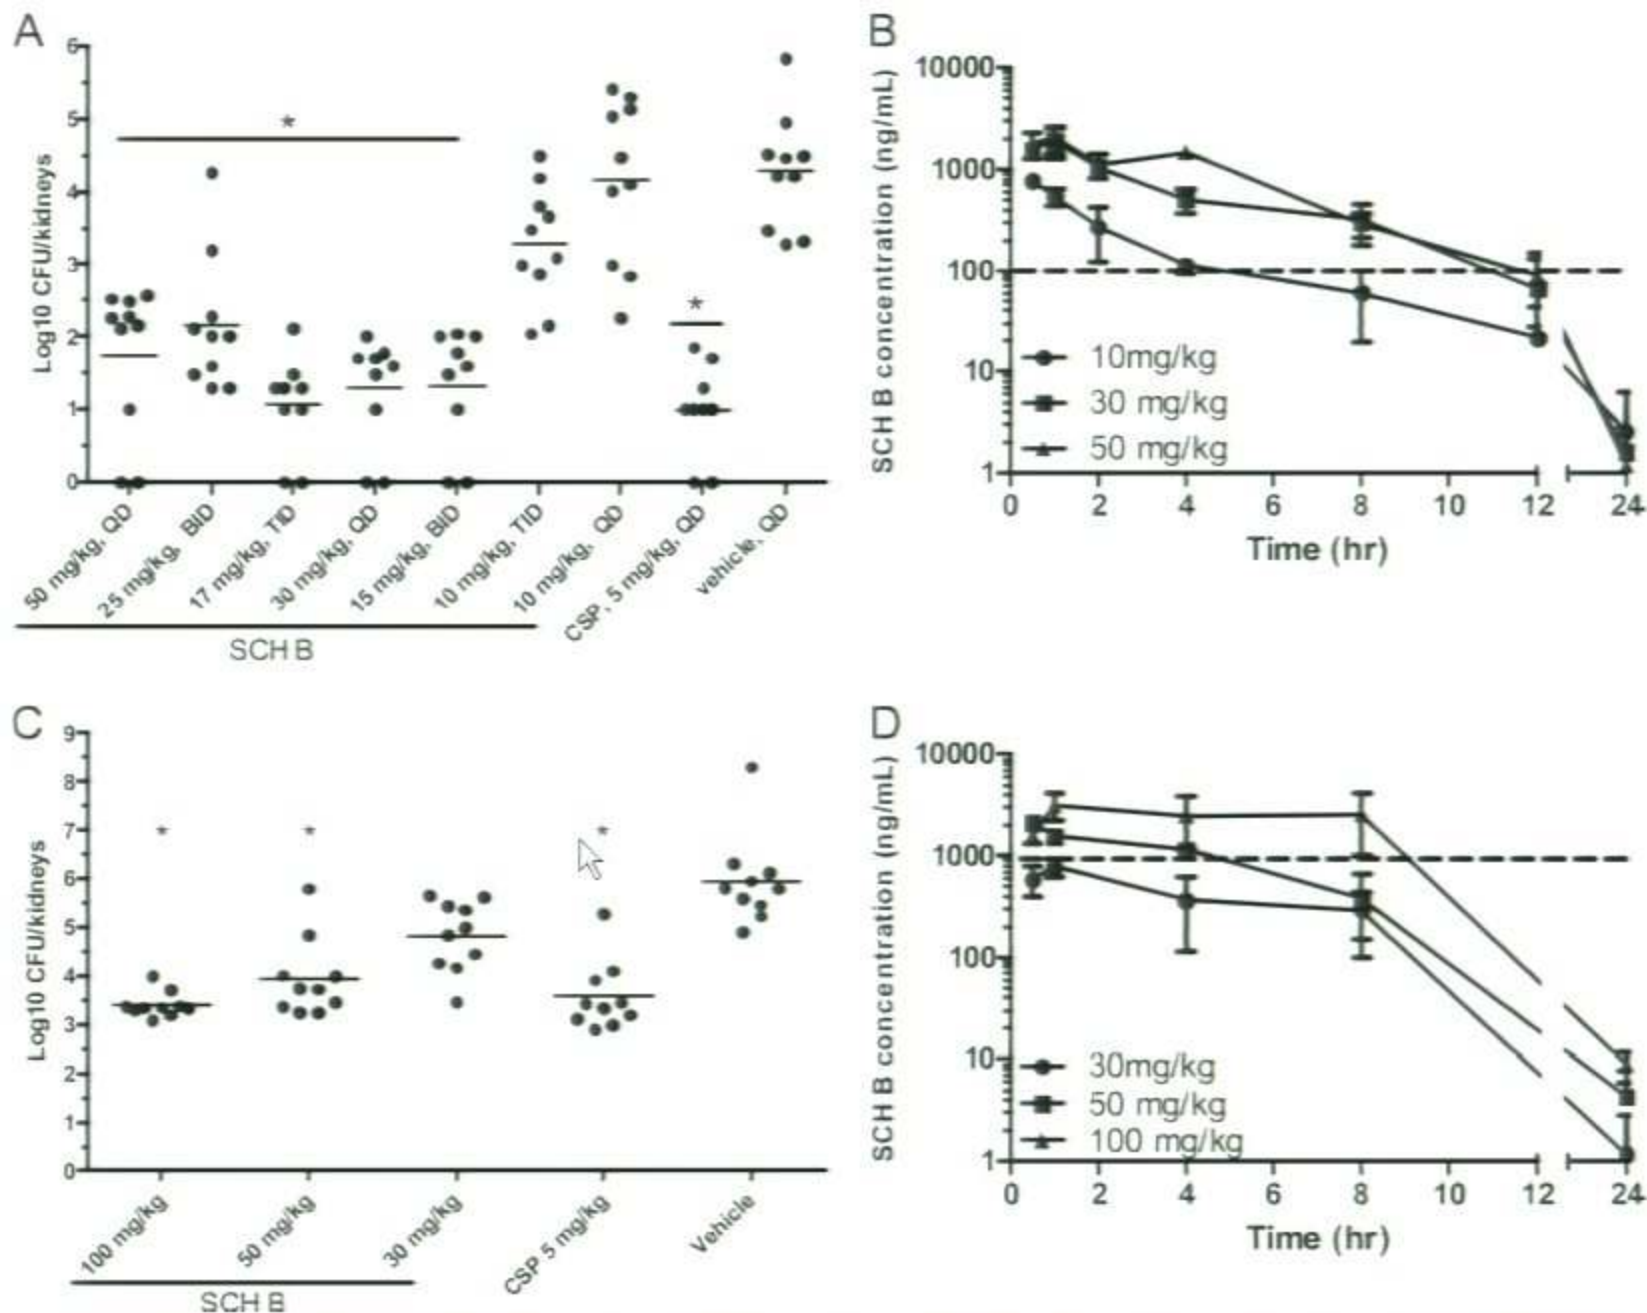 A
6
5
4
3
2
1
0
Log10 CFU/kidneys
*
*
50 mg/kg, QD
25 mg/kg, BID
17 mg/kg, TID
30 mg/kg, QD
15 mg/kg, BID
10 mg/kg, TID
10 mg/kg, QD
CSP, 5 mg/kg, QD
vehicle, QD
SCH B
B
10000
1000
100
10
1
SCH B concentration (ng/mL)
10mg/kg
30 mg/kg
50 mg/kg
0 2 4 6 8 10 12 24
Time (hr)
C
9
8
7
6
5
4
3
2
1
0
Log10 CFU/kidneys
* * *
100 mg/kg
50 mg/kg
30 mg/kg
CSP 5 mg/kg
Vehicle
SCH B
D
10000
1000
100
10
1
SCH B concentration (ng/mL)
30mg/kg
50 mg/kg
100 mg/kg
0 2 4 6 8 10 12 24
Time (hr)